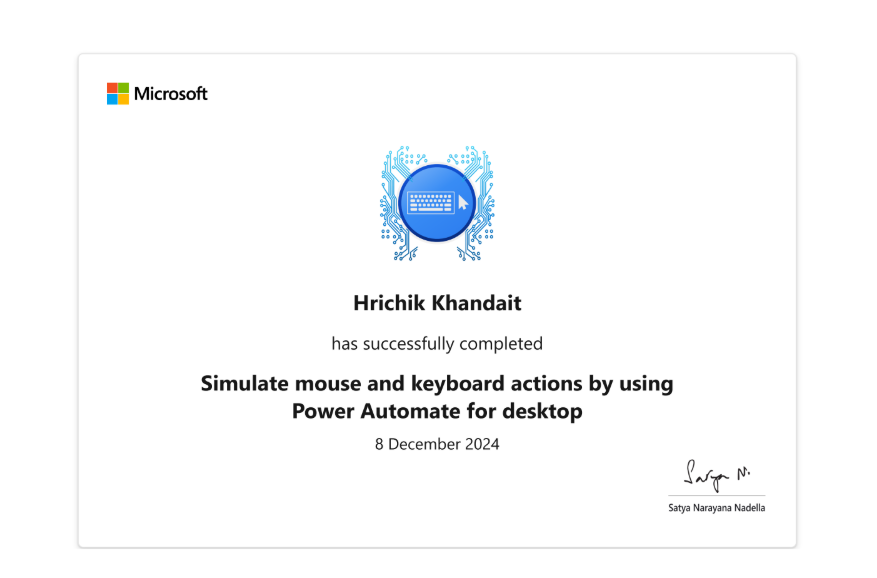 Microsoft
Hrichik Khandait
has successfully completed
Simulate mouse and keyboard actions by using
Power Automate for desktop
8 December 2024
Satya N.
Satya Narayana Nadella